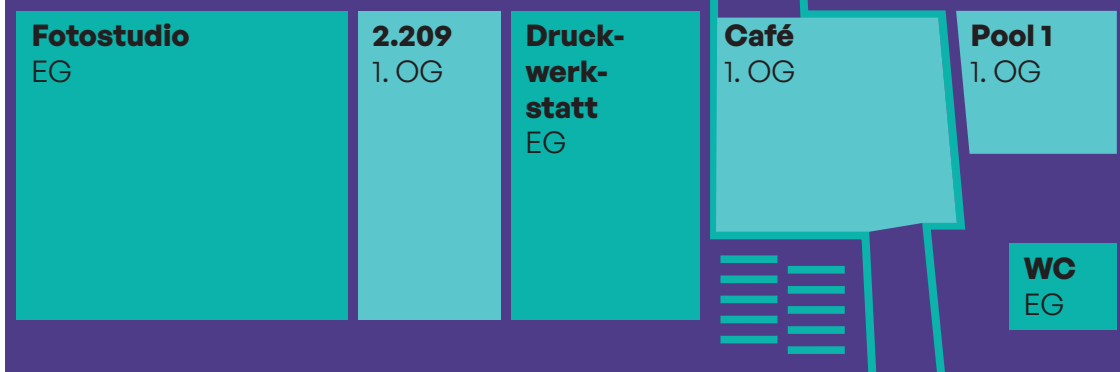 Fotostudio
EG
2.209
1. OG
Druck-
werk-
statt
EG
Café
1. OG
Pool 1
1. OG
WC
EG